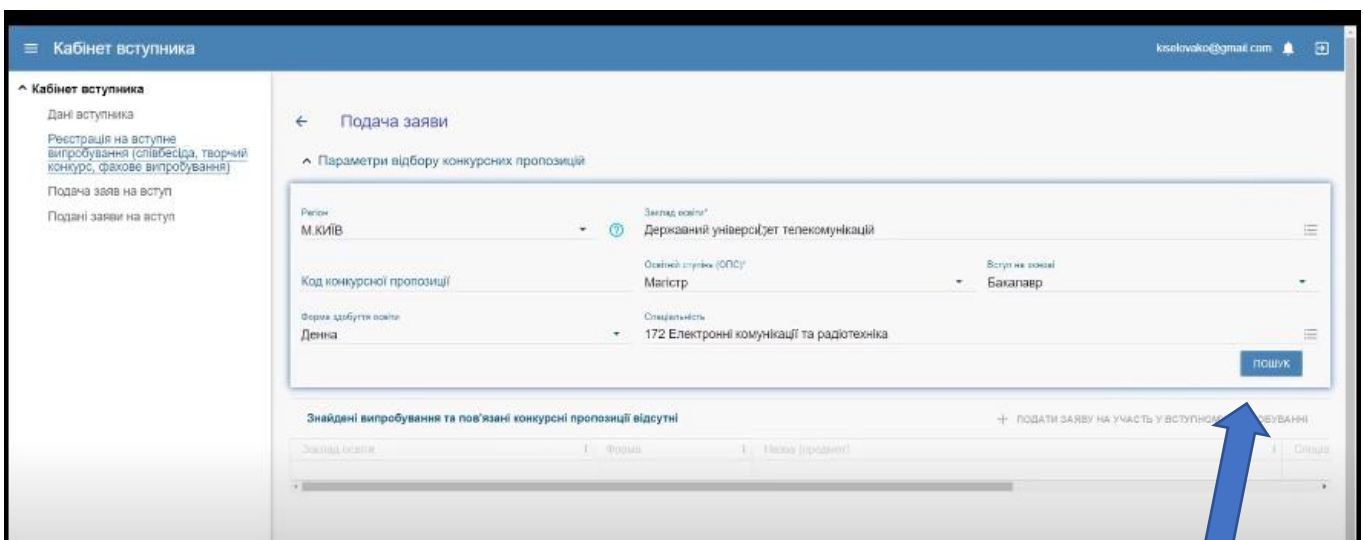 Кабінет вступника
kiselovako@gmail.com
Кабінет вступника
Дані вступника
Реєстрація на вступне
випробування (співбесіда, творчий
конкурс, фахове випробування)
Подача заяв на вступ
Подані заяви на вступ
Подача заяви
Параметри відбору конкурсних пропозицій
Регіон
М.КИЇВ
Заклад освіти*
Державний університет телекомунікацій
Код конкурсної пропозиції
Освітній ступінь (ОПС)*
Магістр
Вступ на основі
Бакалавр
Форма здобуття освіти
Денна
Спеціальність
172 Електронні комунікації та радіотехніка
ПОШУК
Знайдені випробування та пов'язані конкурсні пропозиції відсутні
+ ПОДАТИ ЗАЯВУ НА УЧАСТЬ У ВСТУПНОМУ
Заклад освіти
Форма
Назва (предмет)